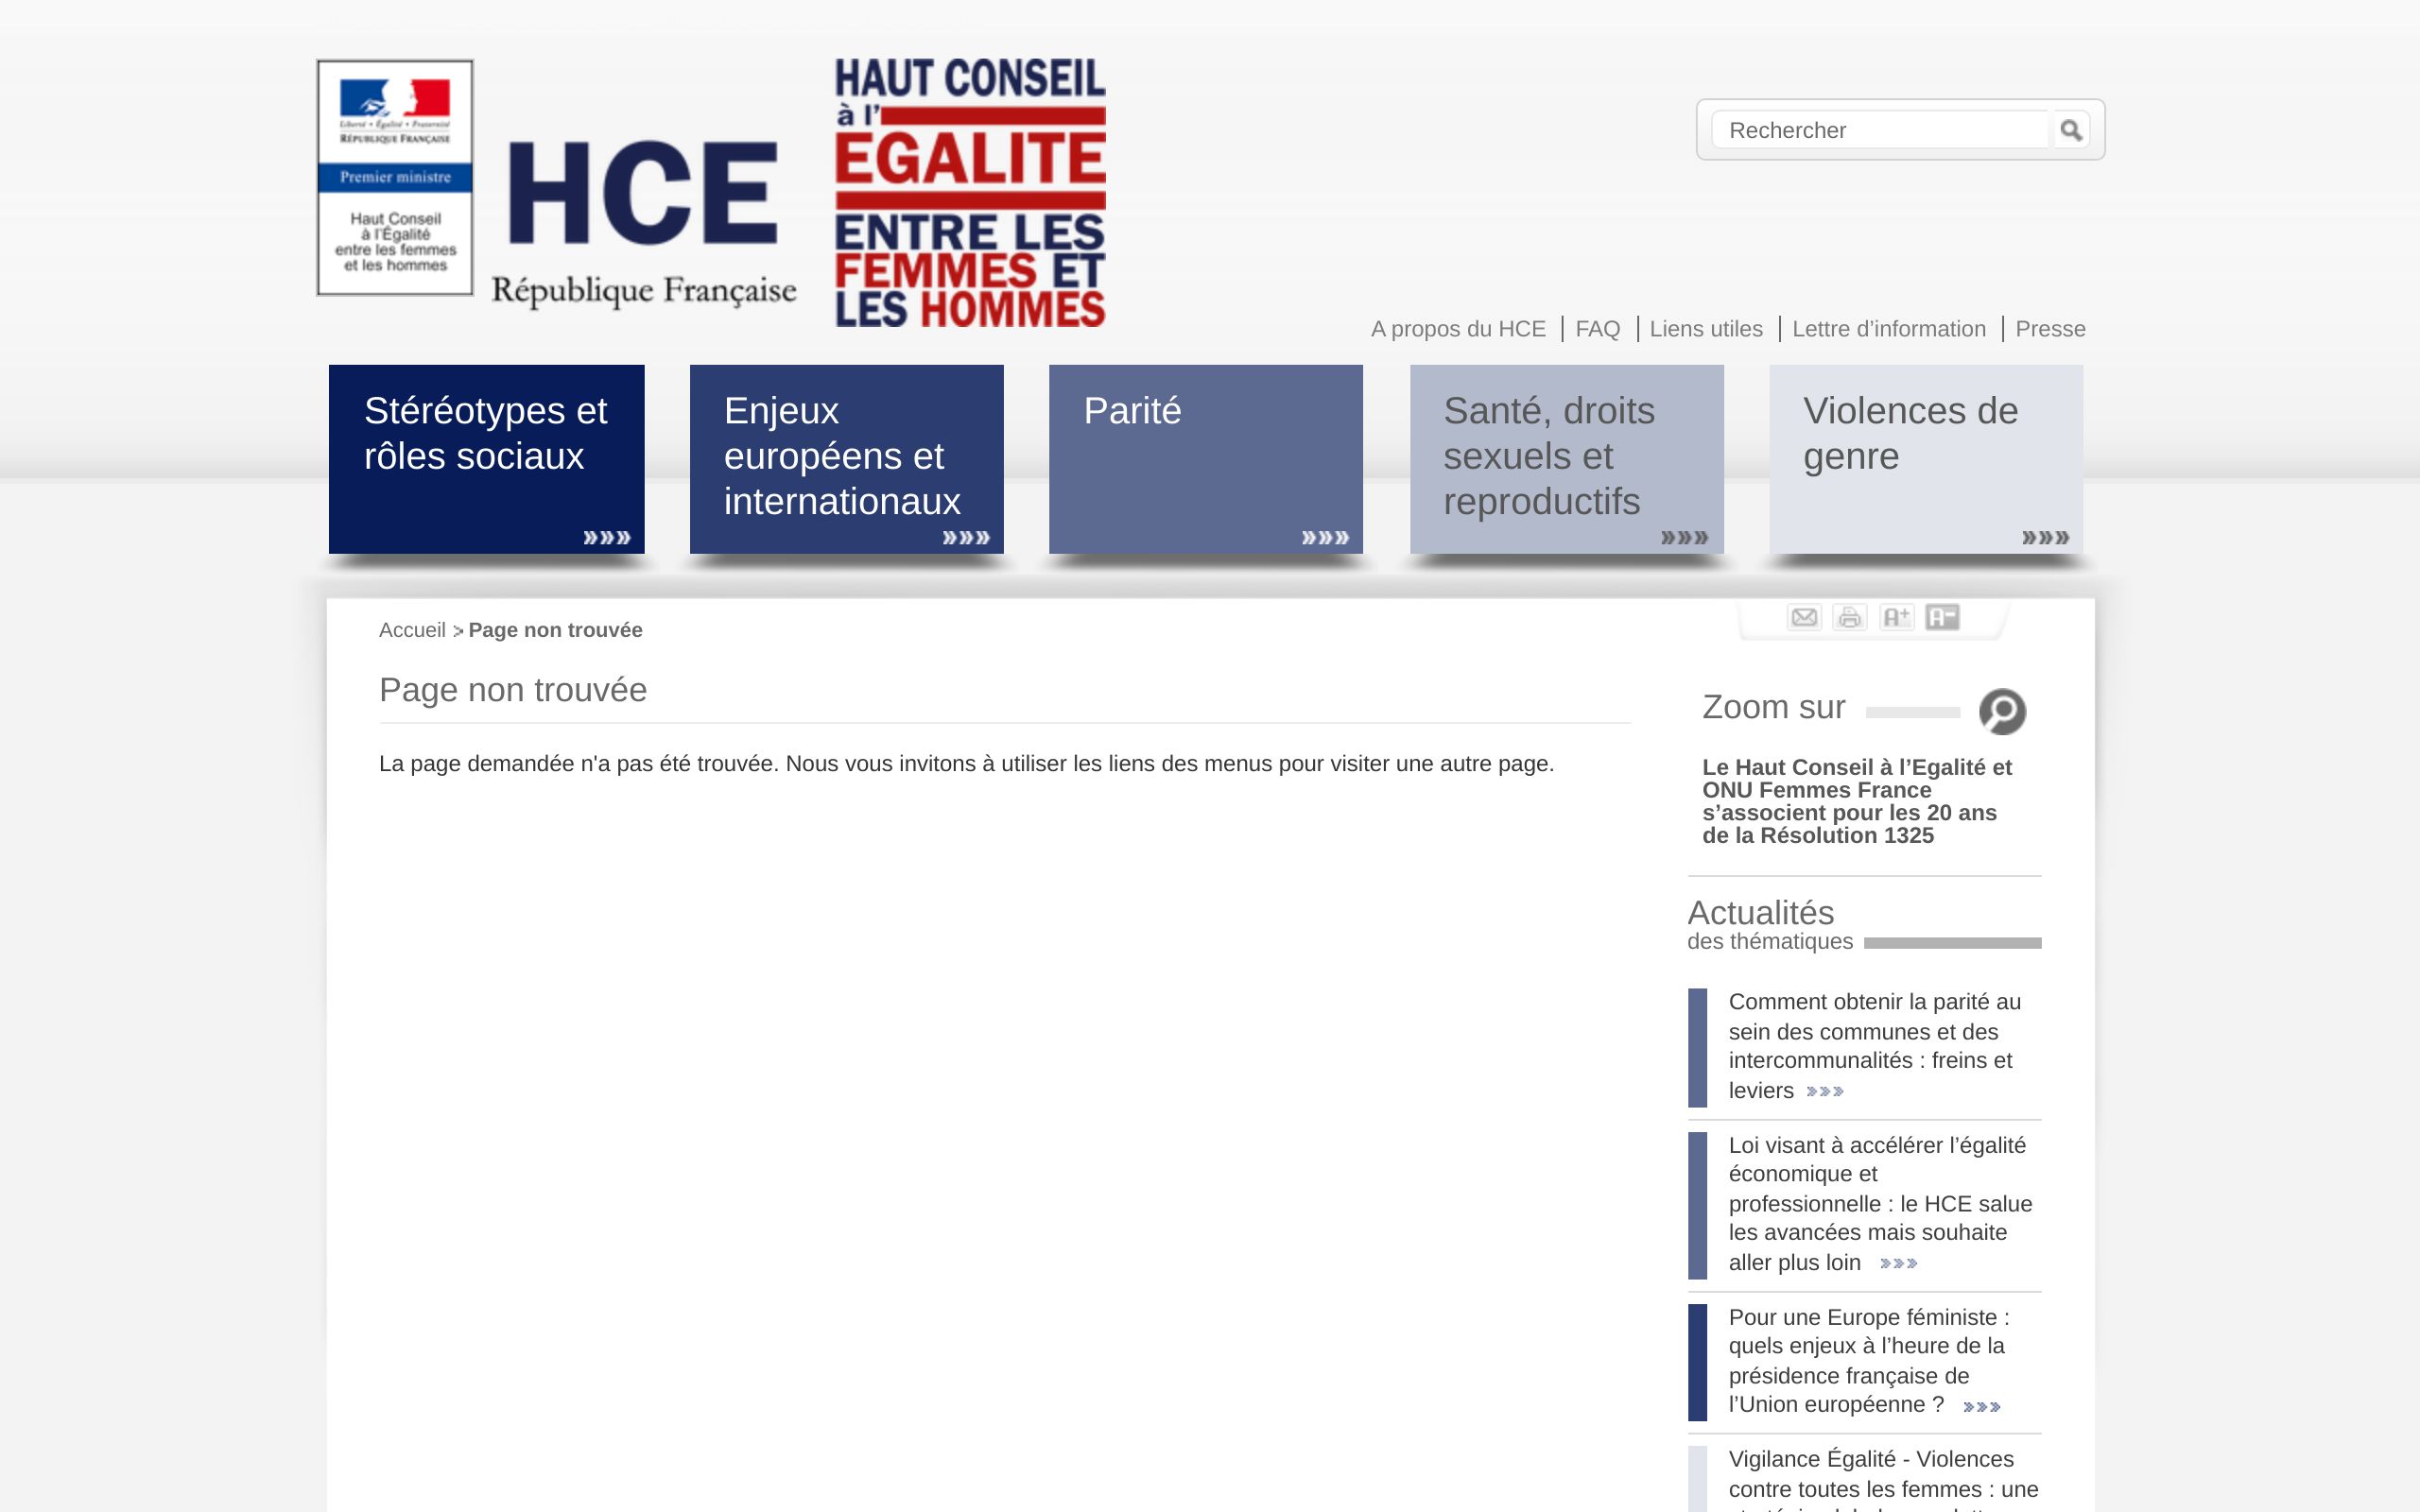 Liberté • Égalité • Fraternité
RÉPUBLIQUE FRANÇAISE
Premier ministre
Haut Conseil
à l'Égalité
entre les femmes
et les hommes
HCE
République Française
HAUT CONSEIL
à l'
EGALITE
ENTRE LES
FEMMES ET
LES HOMMES
Rechercher
A propos du HCE
FAQ
Liens utiles
Lettre d’information
Presse
Stéréotypes et
rôles sociaux
Enjeux
européens et
internationaux
Parité
Santé, droits
sexuels et
reproductifs
Violences de
genre
Accueil > Page non trouvée
A+
A-
Page non trouvée
La page demandée n'a pas été trouvée. Nous vous invitons à utiliser les liens des menus pour visiter une autre page.
Zoom sur
Le Haut Conseil à l’Egalité et
ONU Femmes France
s’associent pour les 20 ans
de la Résolution 1325
Actualités
des thématiques
Comment obtenir la parité au
sein des communes et des
intercommunalités : freins et
leviers
Loi visant à accélérer l’égalité
économique et
professionnelle : le HCE salue
les avancées mais souhaite
aller plus loin
Pour une Europe féministe :
quels enjeux à l’heure de la
présidence française de
l’Union européenne ?
Vigilance Égalité - Violences
contre toutes les femmes : une